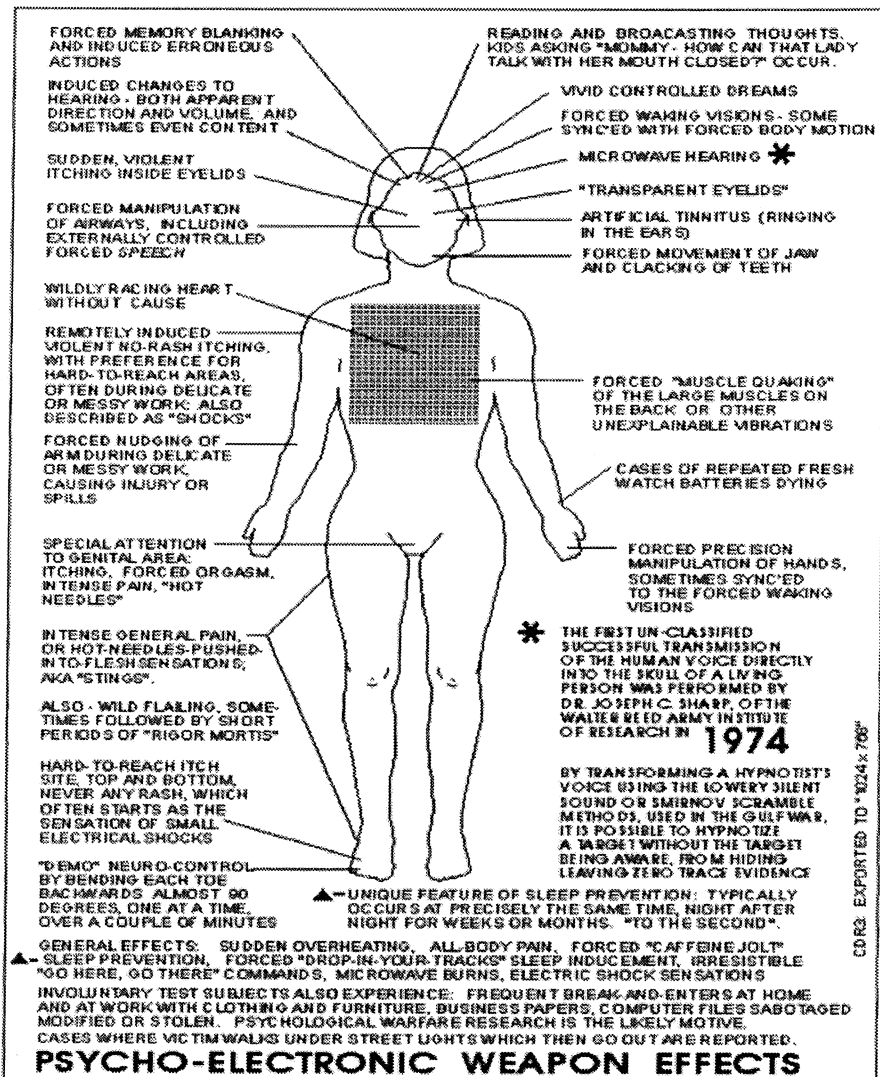 FORCED MEMORY BLANKING
AND INDUCED ERRONEOUS
ACTIONS
INDUCED CHANGES TO
HEARING - BOTH APPARENT
DIRECTION AND VOLUME, AND
SOMETIMES EVEN CONTENT
SUDDEN, VIOLENT
ITCHING INSIDE EYELIDS
FORCED MANIPULATION
OF AIRWAYS, INCLUDING
EXTERNALLY CONTROLLED
FORCED SPEECH
WILDLY RACING HEART
WITHOUT CAUSE
REMOTELY INDUCED
VIOLENT NO-RASH ITCHING,
WITH PREFERENCE FOR
HARD-TO-REACH AREAS,
OFTEN DURING DELICATE
OR MESSY WORK; ALSO
DESCRIBED AS "SHOCKS"
FORCED NUDGING OF
ARM DURING DELICATE
OR MESSY WORK,
CAUSING INJURY OR
SPILLS
SPECIAL ATTENTION
TO GENITAL AREA:
ITCHING, FORCED ORGASM,
INTENSE PAIN, "HOT
NEEDLES"
INTENSE GENERAL PAIN,
OR HOT-NEEDLES-PUSHED-
INTO-FLESH SENSATIONS;
AKA "STINGS".
ALSO - WILD FLAILING, SOME-
TIMES FOLLOWED BY SHORT
PERIODS OF "RIGOR MORTIS"
HARD-TO-REACH ITCH
SITE, TOP AND BOTTOM,
NEVER ANY RASH, WHICH
OFTEN STARTS AS THE
SENSATION OF SMALL
ELECTRICAL SHOCKS
"DEMO" NEURO-CONTROL
BY BENDING EACH TOE
BACKWARDS ALMOST 90
DEGREES, ONE AT A TIME,
OVER A COUPLE OF MINUTES
READING AND BROACASTING THOUGHTS.
KIDS ASKING "MOMMY - HOW CAN THAT LADY
TALK WITH HER MOUTH CLOSED?" OCCUR.
VIVID CONTROLLED DREAMS
FORCED WAKING VISIONS - SOME
SYNC'ED WITH FORCED BODY MOTION
MICROWAVE HEARING *
"TRANSPARENT EYELIDS"
ARTIFICIAL TINNITUS (RINGING
IN THE EARS)
FORCED MOVEMENT OF JAW
AND CLACKING OF TEETH
FORCED "MUSCLE QUAKING"
OF THE LARGE MUSCLES ON
THE BACK OR OTHER
UNEXPLAINABLE VIBRATIONS
CASES OF REPEATED FRESH
WATCH BATTERIES DYING
FORCED PRECISION
MANIPULATION OF HANDS,
SOMETIMES SYNC'ED
TO THE FORCED WAKING
VISIONS
* THE FIRST UN-CLASSIFIED
SUCCESSFUL TRANSMISSION
OF THE HUMAN VOICE DIRECTLY
INTO THE SKULL OF A LIVING
PERSON WAS PERFORMED BY
DR. JOSEPH C. SHARP, OF THE
WALTER REED ARMY INSTITUTE
OF RESEARCH IN 1974
BY TRANSFORMING A HYPNOTIST'S
VOICE USING THE LOWERY SILENT
SOUND OR SMIRNOV SCRAMBLE
METHODS, USED IN THE GULF WAR,
IT IS POSSIBLE TO HYPNOTIZE
A TARGET WITHOUT THE TARGET
BEING AWARE, FROM HIDING
LEAVING ZERO TRACE EVIDENCE
CDR3: EXPORTED TO "1024 x 768"
▲- UNIQUE FEATURE OF SLEEP PREVENTION: TYPICALLY
OCCURS AT PRECISELY THE SAME TIME, NIGHT AFTER
NIGHT FOR WEEKS OR MONTHS. "TO THE SECOND".
GENERAL EFFECTS: SUDDEN OVERHEATING, ALL-BODY PAIN, FORCED "CAFFEINE JOLT"
▲- SLEEP PREVENTION, FORCED "DROP-IN-YOUR-TRACKS" SLEEP INDUCEMENT, IRRESISTIBLE
"GO HERE, GO THERE" COMMANDS, MICROWAVE BURNS, ELECTRIC SHOCK SENSATIONS
INVOLUNTARY TEST SUBJECTS ALSO EXPERIENCE: FREQUENT BREAK-AND-ENTERS AT HOME
AND AT WORK WITH CLOTHING AND FURNITURE, BUSINESS PAPERS, COMPUTER FILES SABOTAGED
MODIFIED OR STOLEN. PSYCHOLOGICAL WARFARE RESEARCH IS THE LIKELY MOTIVE.
CASES WHERE VICTIM WALKS UNDER STREET LIGHTS WHICH THEN GO OUT ARE REPORTED.
PSYCHO-ELECTRONIC WEAPON EFFECTS